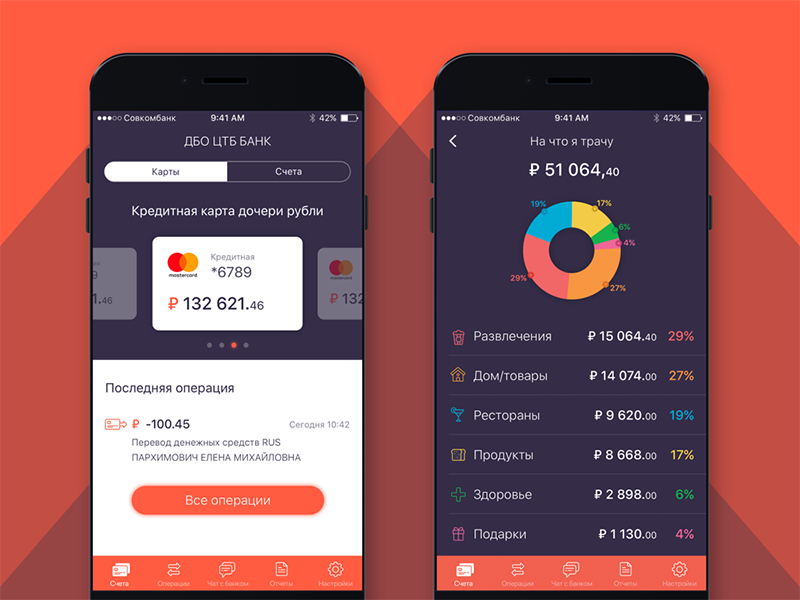 Совкомбанк 9:41 AM 42%
ДБО ЦТБ БАНК
Карты Счета
Кредитная карта дочери рубли
Кредитная
*6789
mastercard
₽ 132 621.46
9
1.46
₽ 132
Последняя операция
₽ -100.45 Сегодня 10:42
Перевод денежных средств RUS
ПАРХИМОВИЧ ЕЛЕНА МИХАЙЛОВНА
Все операции
Счета Операции Чат с банком Отчеты Настройки
Совкомбанк 9:41 AM 42%
На что я трачу
₽ 51 064,40
19% 17%
6%
4%
29% 27%
Развлечения ₽ 15 064.40 29%
Дом/товары ₽ 14 074.00 27%
Рестораны ₽ 9 620.00 19%
Продукты ₽ 8 668.00 17%
Здоровье ₽ 2 898.00 6%
Подарки ₽ 1 130.00 4%
Счета Операции Чат с банком Отчеты Настройки